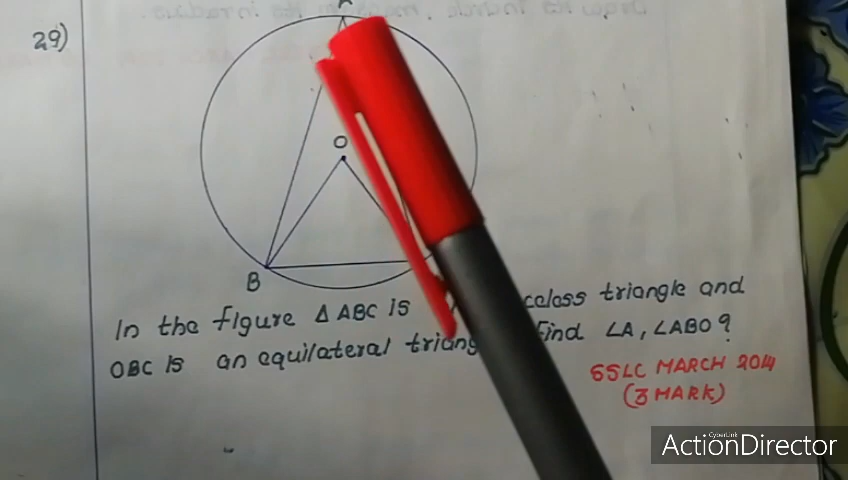 29)
A
O
B
In the figure Δ ABC is celess triangle and
OBC is an equilateral Find ∠A, ∠ABO ?
SSLC MARCH 2014
(3 MARK)
CyberLink
ActionDirector